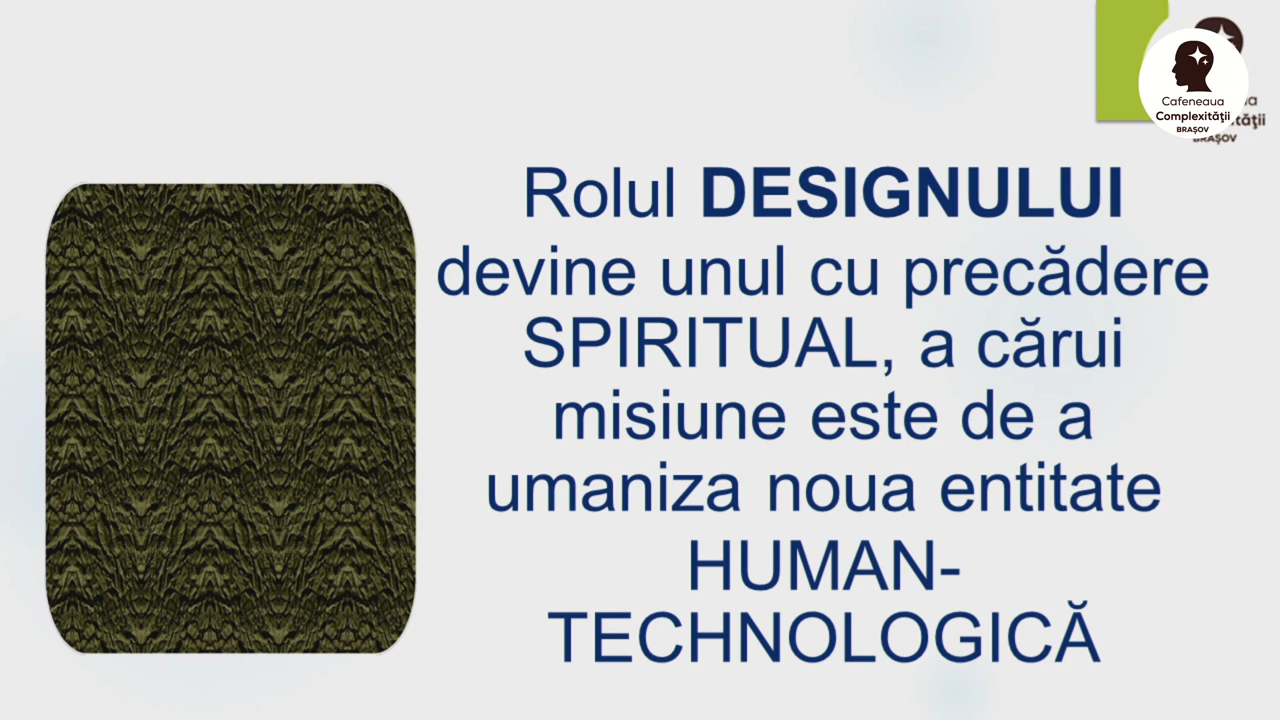 Cafeneaua
Complexității
BRAȘOV
BRAȘOV
Rolul DESIGNULUI
devine unul cu precădere
SPIRITUAL, a cărui
misiune este de a
umaniza noua entitate
HUMAN-
TECHNOLOGICĂ